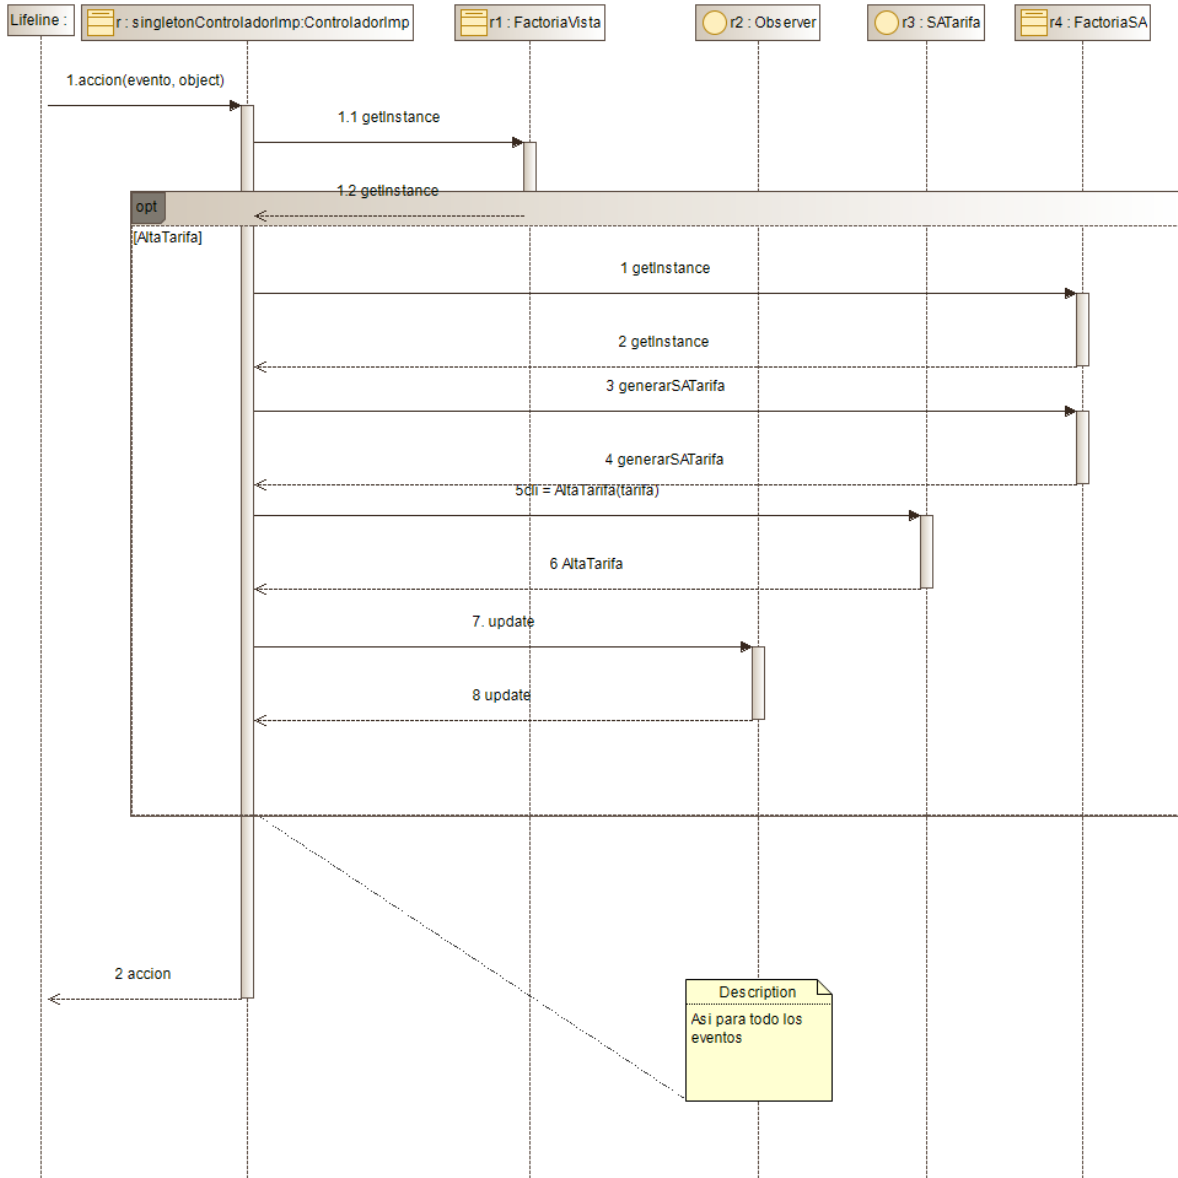 Lifeline :
r : singletonControladorImp:ControladorImp
r1 : FactoriaVista
r2 : Observer
r3 : SATarifa
r4 : FactoriaSA
1.accion(evento, object)
1.1 getInstance
1.2 getInstance
opt
[AltaTarifa]
1 getInstance
2 getInstance
3 generarSATarifa
4 generarSATarifa
5cli = AltaTarifa(tarifa)
6 AltaTarifa
7. update
8 update
2 accion
Description
Asi para todo los
eventos